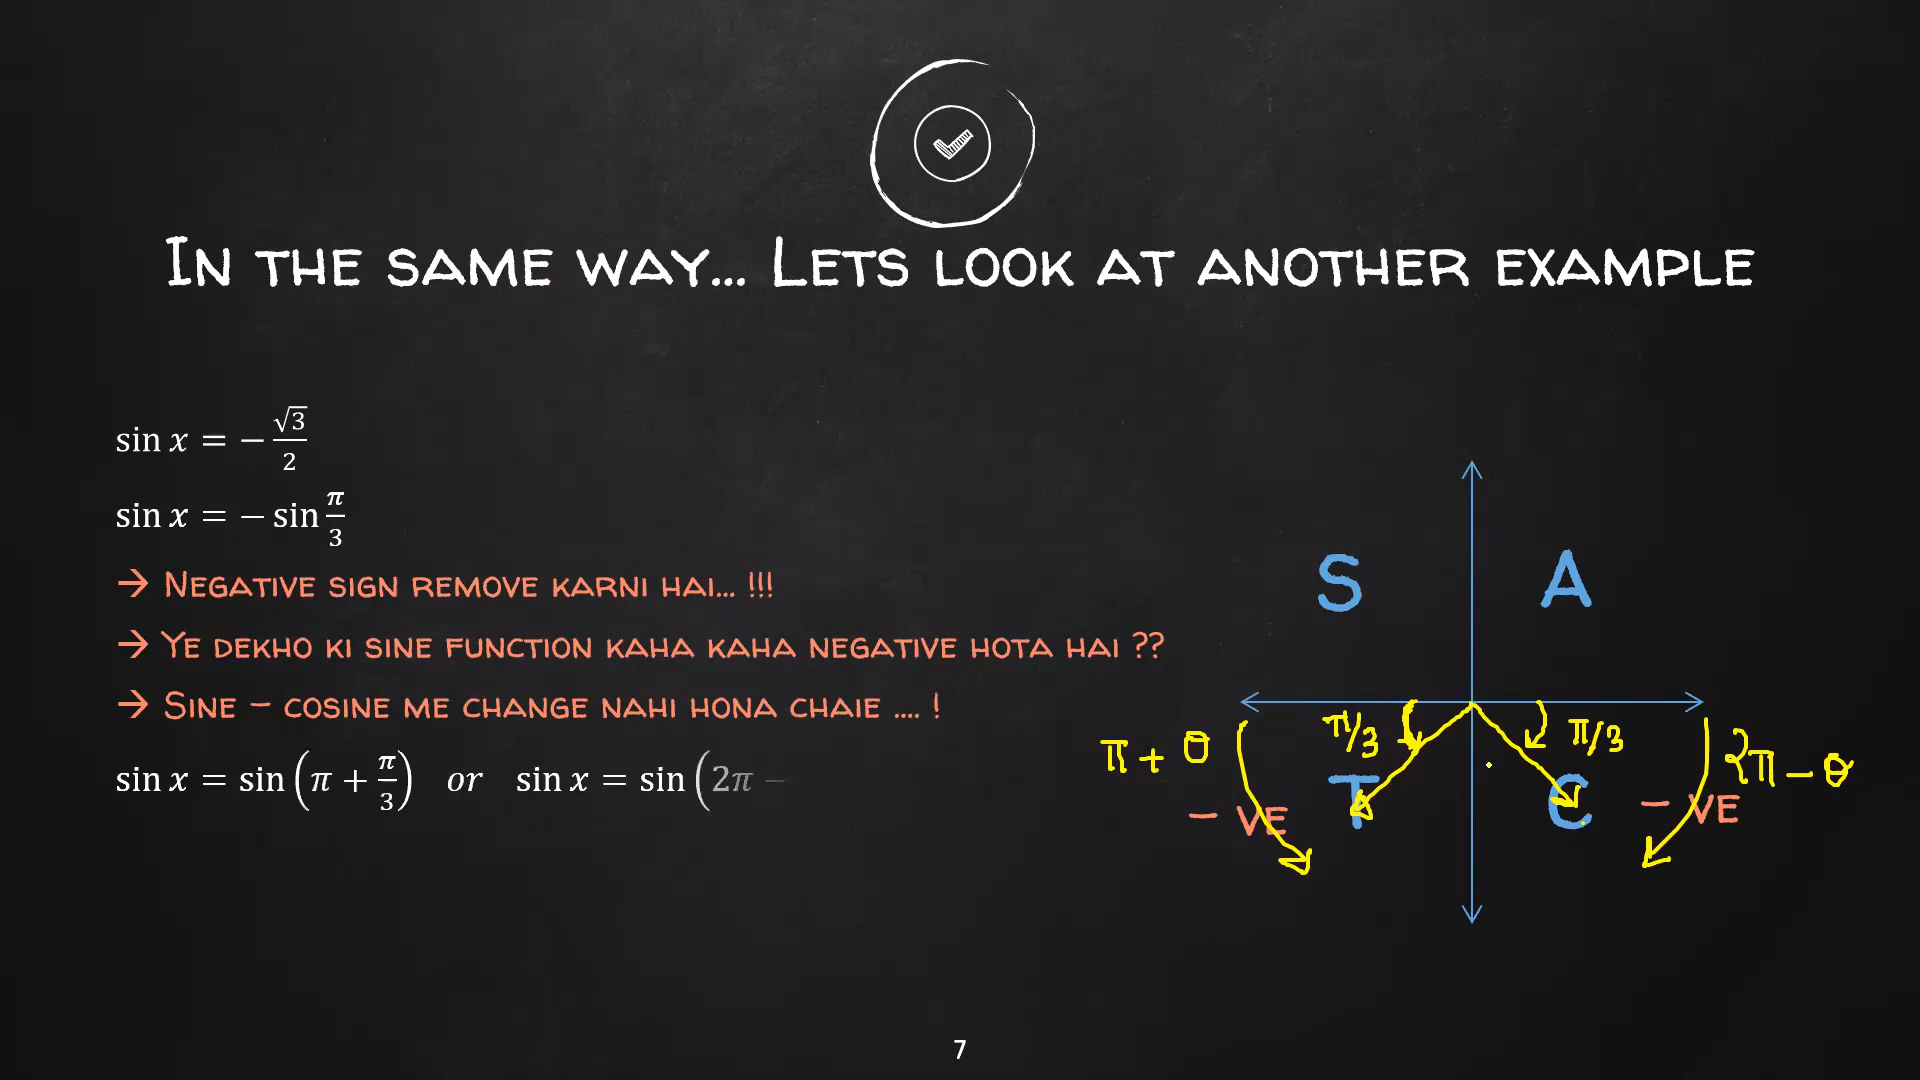 IN THE SAME WAY... LETS LOOK AT ANOTHER EXAMPLE
sin x = − √3/2
sin x = − sin π/3
→ NEGATIVE SIGN REMOVE KARNI HAI... !!!
→ YE DEKHO KI SINE FUNCTION KAHA KAHA NEGATIVE HOTA HAI ??
→ SINE – COSINE ME CHANGE NAHI HONA CHAIE .... !
sin x = sin (π + π/3) or sin x = sin (2π −
S A
π/3 π/3
π + θ 2π − θ
T C
– VE – VE
7